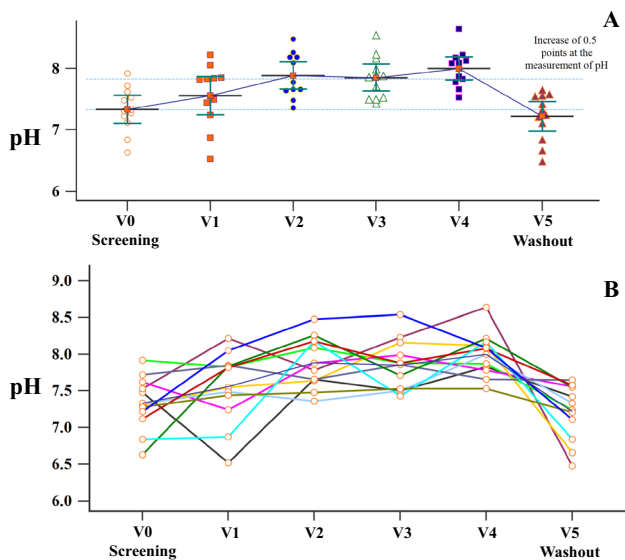 A
Increase of 0.5
points at the
measurement of pH
8
7
6
pH
V0
V1
V2
V3
V4
V5
Screening
Washout
B
9.0
8.5
8.0
7.5
7.0
6.5
6.0
pH
V0
V1
V2
V3
V4
V5
Screening
Washout